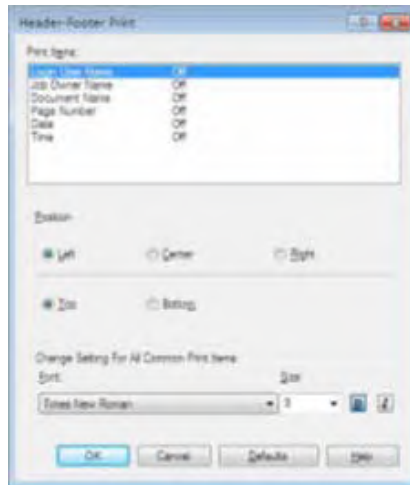 Header-Footer Print
Print Items:
Login User Name Off
Job Owner Name Off
Document Name Off
Page Number Off
Date Off
Time Off
Position
Left Center Right
Top Bottom
Change Setting For All Common Print Items
Font: Size:
Times New Roman
OK Cancel Defaults Help